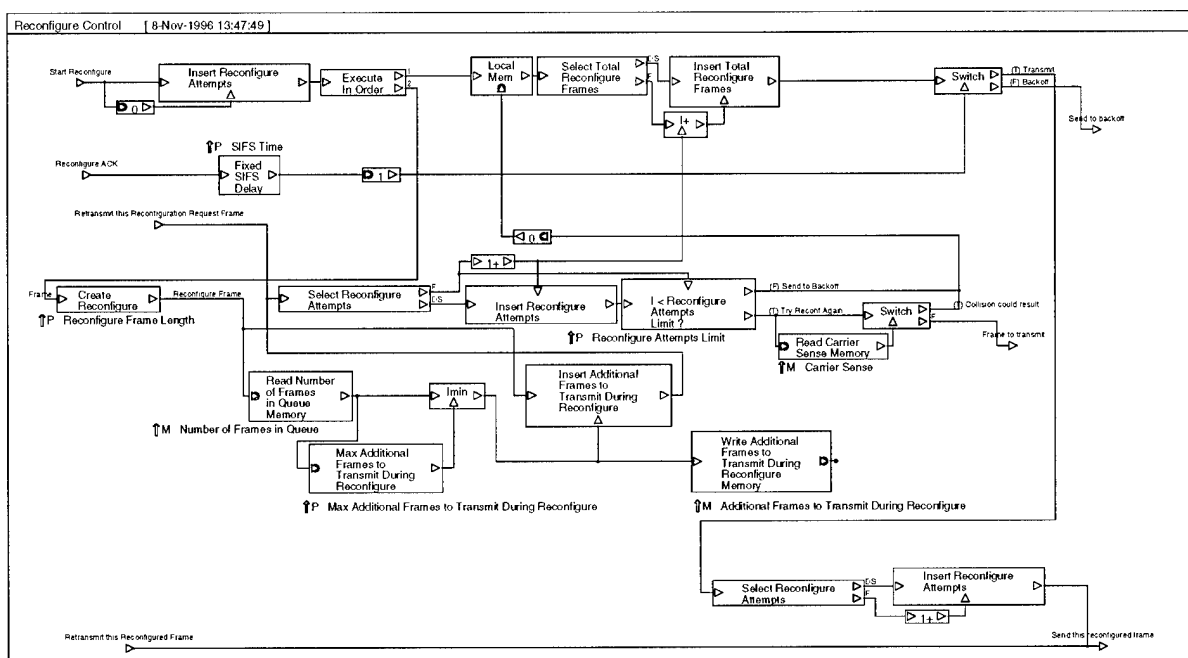 Reconfigure Control [ 8-Nov-1996 13:47:49 ]
Start Reconfigure
Insert Reconfigure
Attempts
0
Execute
In Order
1
2
Local
Mem
Select Total
Reconfigure
Frames
DS
F
Insert Total
Reconfigure
Frames
I+
Switch
(T) Transmit
(F) Backoff
Send to backoff
P SIFS Time
Reconfigure ACK
Fixed
SIFS
Delay
1
Retransmit this Reconfiguration Request Frame
0
1+
Frame
Create
Reconfigure
Reconfigure Frame
P Reconfigure Frame Length
Select Reconfigure
Attempts
F
DS
Insert Reconfigure
Attempts
I < Reconfigure
Attempts
Limit ?
P Reconfigure Attempts Limit
(F) Send to Backoff
(T) Try Reconf Again
Switch
(T) Collision could result
F
Frame to transmit
Read Carrier
Sense Memory
M Carrier Sense
Read Number
of Frames
in Queue
Memory
M Number of Frames in Queue
Imin
Insert Additional
Frames to
Transmit During
Reconfigure
Max Additional
Frames to
Transmit During
Reconfigure
P Max Additional Frames to Transmit During Reconfigure
Write Additional
Frames to
Transmit During
Reconfigure
Memory
M Additional Frames to Transmit During Reconfigure
Select Reconfigure
Attempts
DS
F
Insert Reconfigure
Attempts
1+
Retransmit this Reconfigured Frame
Send this reconfigured frame